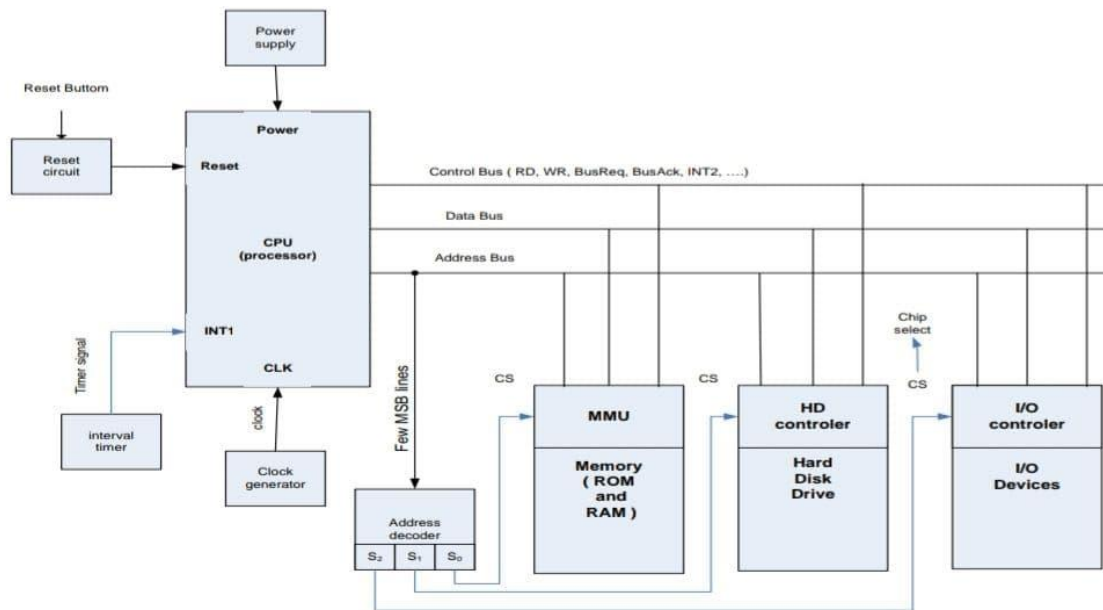 Power
supply
Reset Buttom
Power
Reset
circuit
Reset
Control Bus ( RD, WR, BusReq, BusAck, INT2, ....)
Data Bus
CPU
(processor)
Address Bus
INT1
Timer signal
CLK
clock
Few MSB lines
interval
timer
Clock
generator
Chip
select
CS
CS
CS
MMU
HD
controler
I/O
controler
Memory
( ROM
and
RAM )
Hard
Disk
Drive
I/O
Devices
Address
decoder
S2
S1
S0